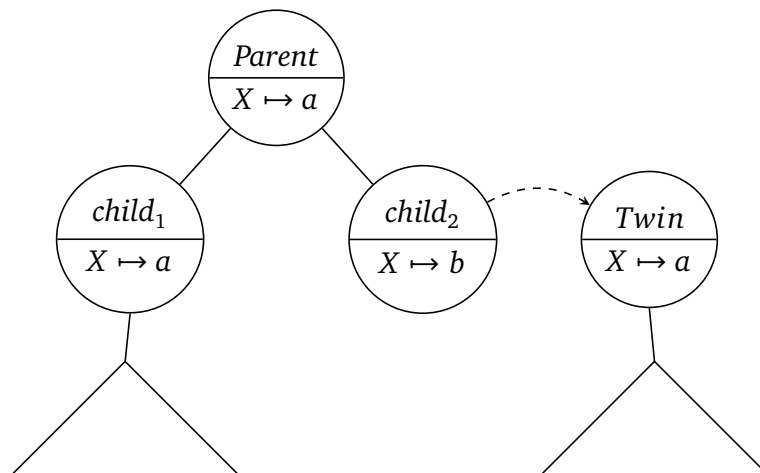 Parent
X ↦ a
child₁
X ↦ a
child₂
X ↦ b
Twin
X ↦ a